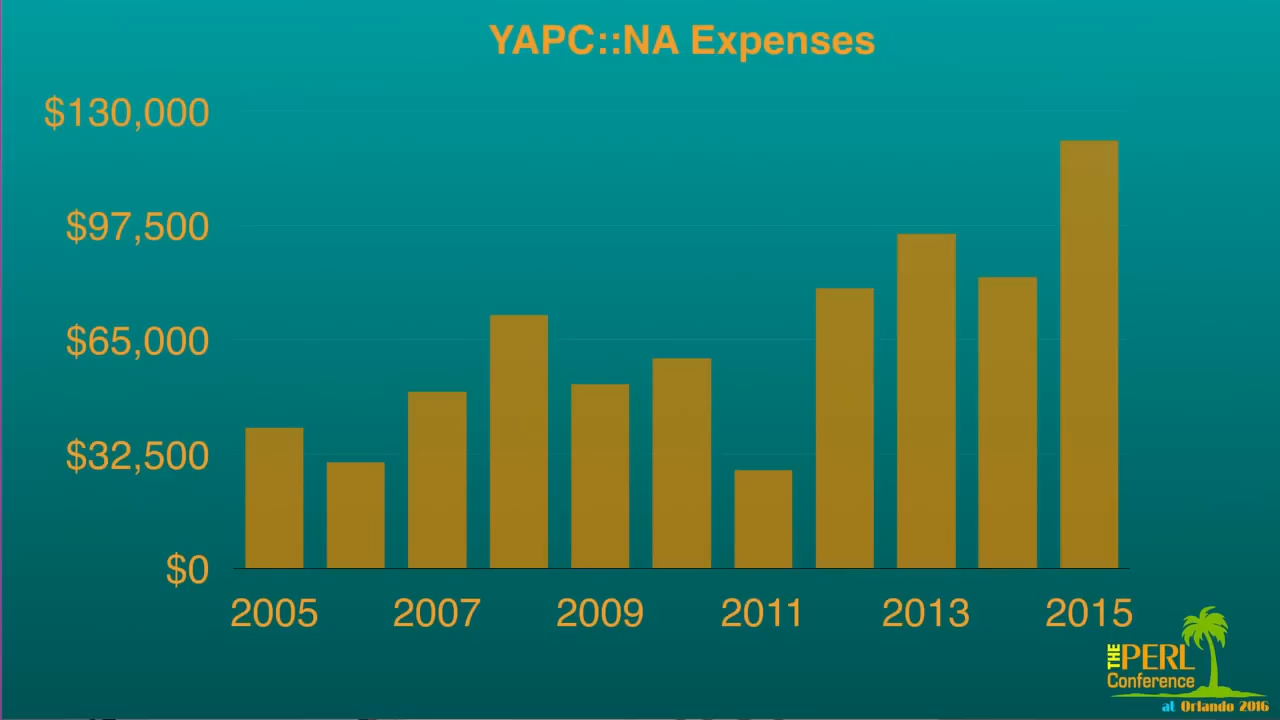 YAPC::NA Expenses
$130,000
$97,500
$65,000
$32,500
$0
2005 2007 2009 2011 2013 2015
THE PERL
Conference
at Orlando 2016